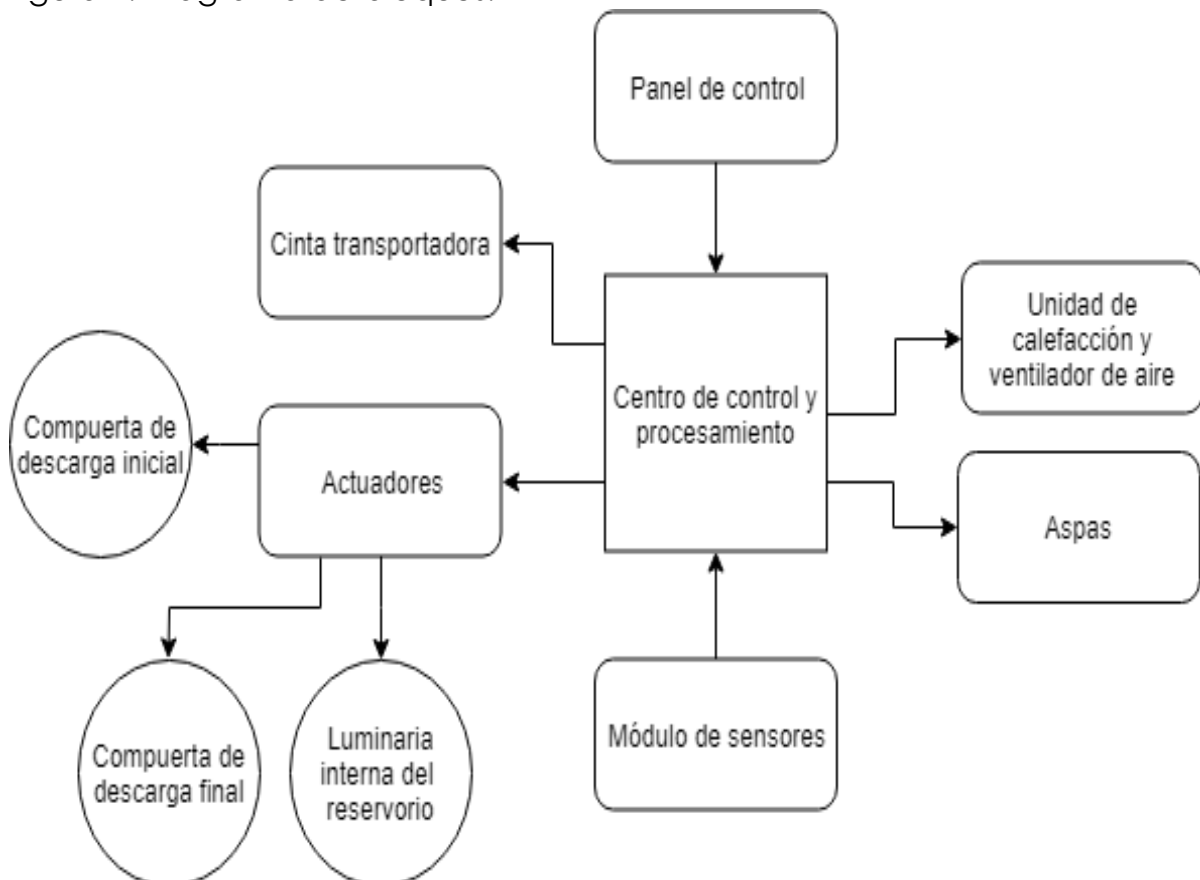 Panel de control
Cinta transportadora
Unidad de
calefacción y
ventilador de aire
Centro de control y
procesamiento
Compuerta de
descarga inicial
Actuadores
Aspas
Compuerta de
descarga final
Luminaria
interna del
reservorio
Módulo de sensores